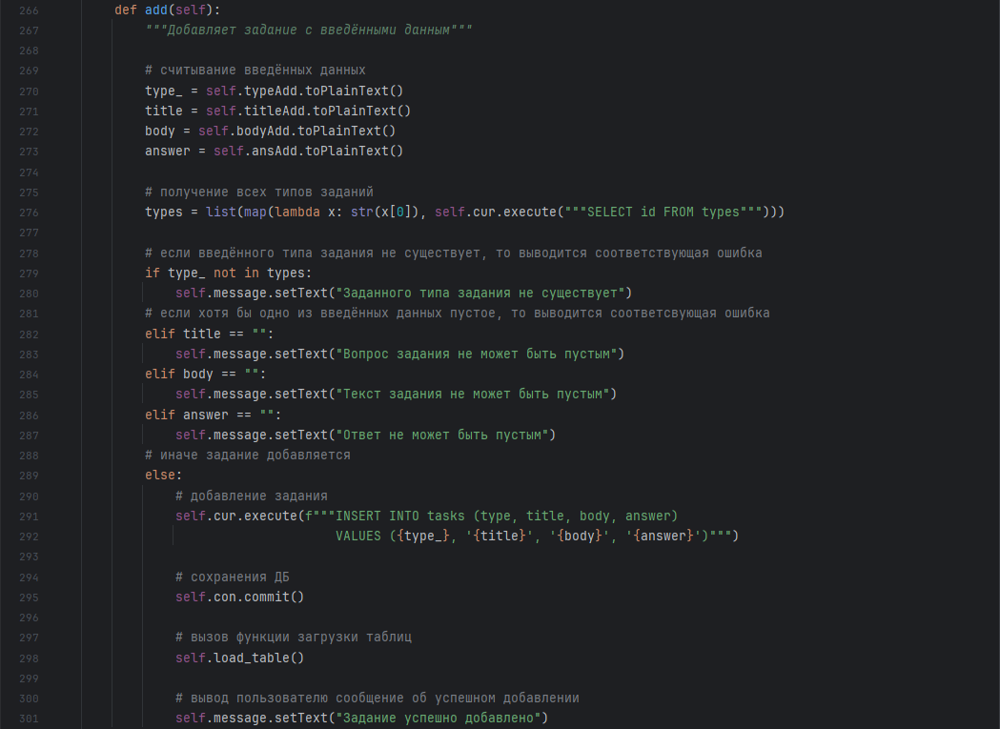 266 def add(self):
267 """Добавляет задание с введёнными данным"""
268
269 # считывание введённых данных
270 type_ = self.typeAdd.toPlainText()
271 title = self.titleAdd.toPlainText()
272 body = self.bodyAdd.toPlainText()
273 answer = self.ansAdd.toPlainText()
274
275 # получение всех типов заданий
276 types = list(map(lambda x: str(x[0]), self.cur.execute("""SELECT id FROM types""")))
277
278 # если введённого типа задания не существует, то выводится соответствующая ошибка
279 if type_ not in types:
280 self.message.setText("Заданного типа задания не существует")
281 # если хотя бы одно из введённых данных пустое, то выводится соответсвующая ошибка
282 elif title == "":
283 self.message.setText("Вопрос задания не может быть пустым")
284 elif body == "":
285 self.message.setText("Текст задания не может быть пустым")
286 elif answer == "":
287 self.message.setText("Ответ не может быть пустым")
288 # иначе задание добавляется
289 else:
290 # добавление задания
291 self.cur.execute(f"""INSERT INTO tasks (type, title, body, answer)
292 VALUES ({type_}, '{title}', '{body}', '{answer}')""")
293
294 # сохранения ДБ
295 self.con.commit()
296
297 # вызов функции загрузки таблиц
298 self.load_table()
299
300 # вывод пользователю сообщение об успешном добавлении
301 self.message.setText("Задание успешно добавлено")